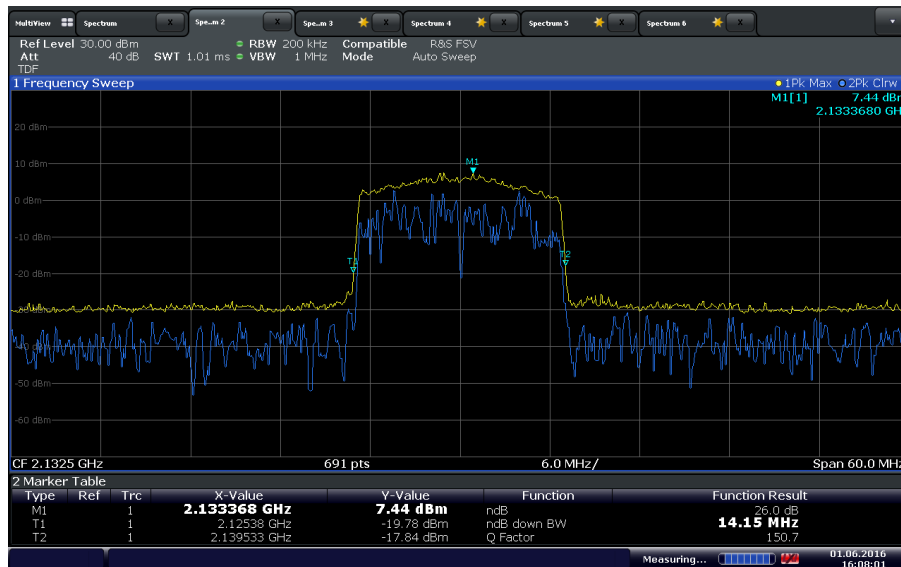 MultiView Spectrum X Spe...m 2 X Spe...m 3 X Spectrum 4 X Spectrum 5 X Spectrum 6 X
Ref Level 30.00 dBm RBW 200 kHz Compatible R&S FSV
Att 40 dB SWT 1.01 ms VBW 1 MHz Mode Auto Sweep
TDF
1 Frequency Sweep 1Pk Max 2Pk Clrw
M1[1] 7.44 dBr
2.1333680 GH
20 dBm
10 dBm
M1
0 dBm
-10 dBm
T2
T1
-20 dBm
-50 dBm
-60 dBm
CF 2.1325 GHz 691 pts 6.0 MHz/ Span 60.0 MHz
2 Marker Table
Type Ref Trc X-Value Y-Value Function Function Result
M1 1 2.133368 GHz 7.44 dBm ndB 26.0 dB
T1 1 2.12538 GHz -19.78 dBm ndB down BW 14.15 MHz
T2 1 2.139533 GHz -17.84 dBm Q Factor 150.7
Measuring... 01.06.2016
16:08:01